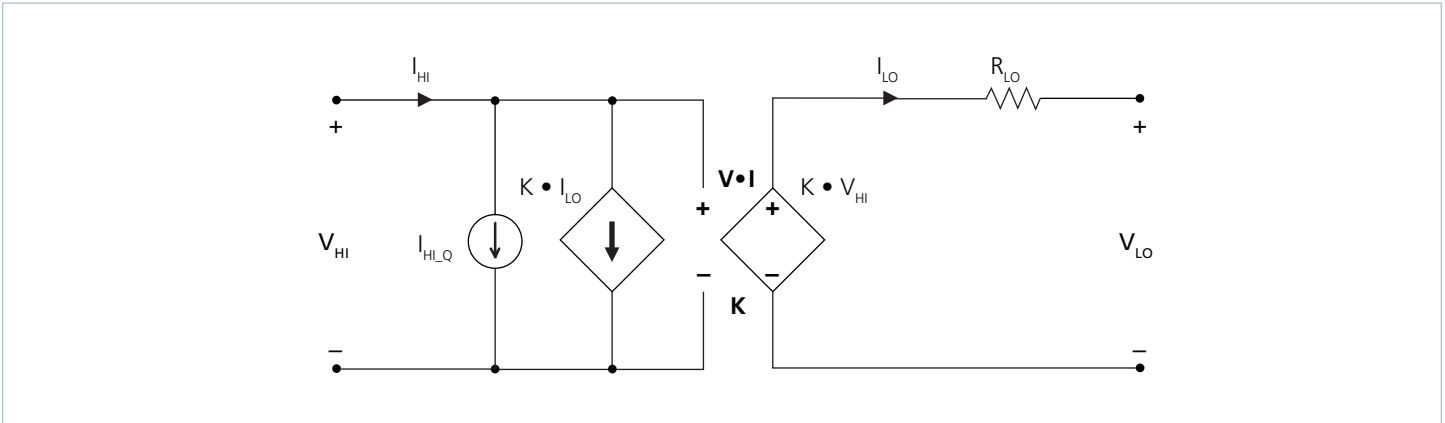 I_HI
I_LO
R_LO
+
+
K • I_LO
V•I
K • V_HI
+
+
V_HI
I_HI_Q
V_LO
–
–
K
–
–